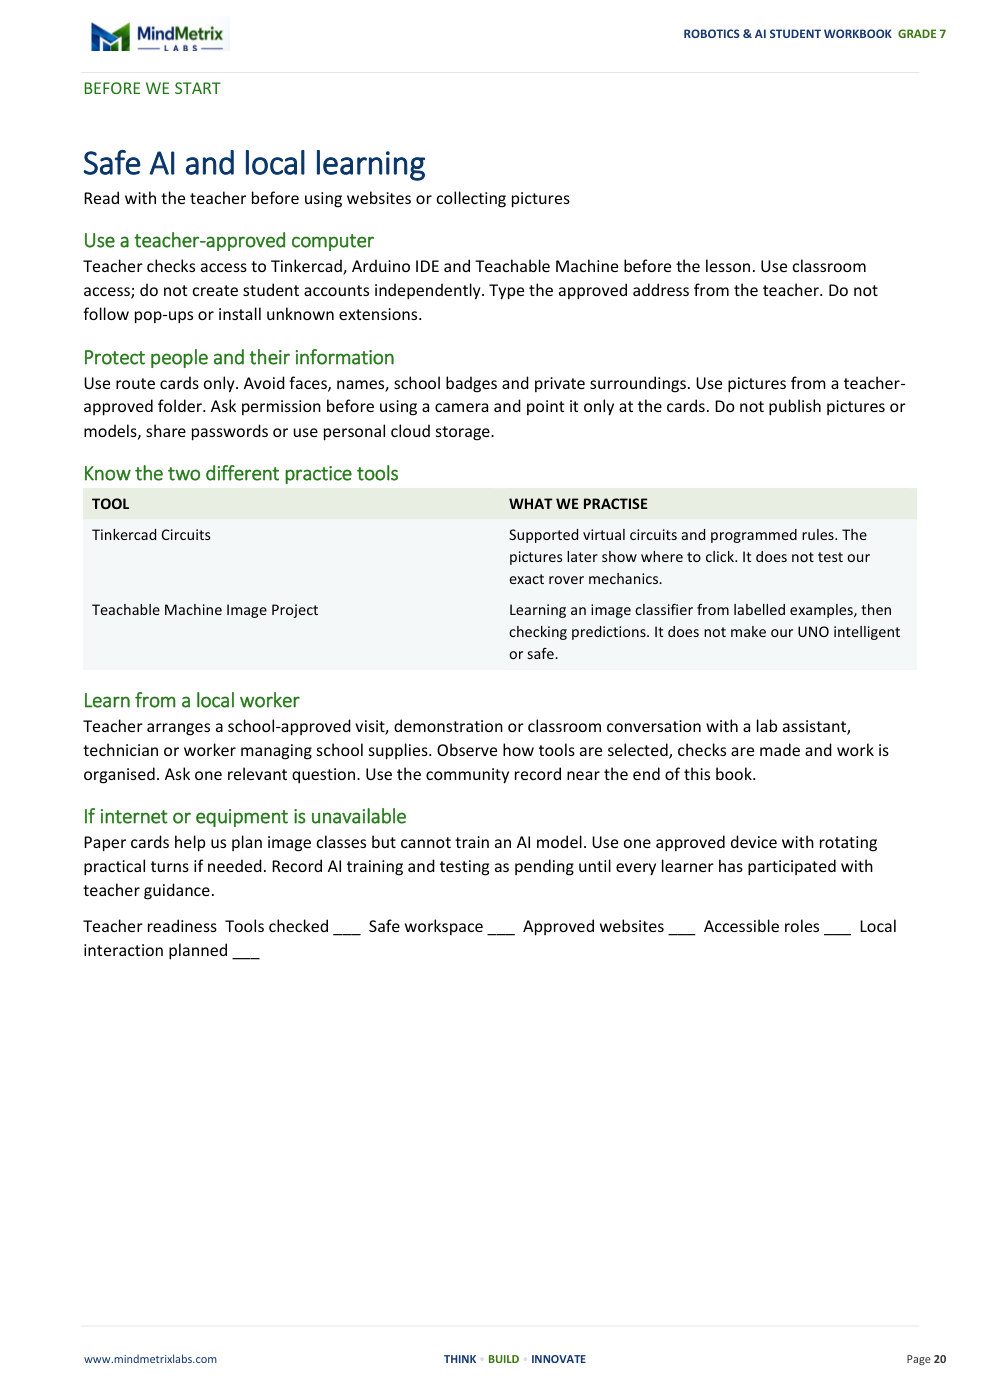 MindMetrix
LABS
ROBOTICS & AI STUDENT WORKBOOK GRADE 7
BEFORE WE START
Safe AI and local learning
Read with the teacher before using websites or collecting pictures
Use a teacher-approved computer
Teacher checks access to Tinkercad, Arduino IDE and Teachable Machine before the lesson. Use classroom
access; do not create student accounts independently. Type the approved address from the teacher. Do not
follow pop-ups or install unknown extensions.
Protect people and their information
Use route cards only. Avoid faces, names, school badges and private surroundings. Use pictures from a teacher-
approved folder. Ask permission before using a camera and point it only at the cards. Do not publish pictures or
models, share passwords or use personal cloud storage.
Know the two different practice tools
TOOL
WHAT WE PRACTISE
Tinkercad Circuits
Supported virtual circuits and programmed rules. The
pictures later show where to click. It does not test our
exact rover mechanics.
Teachable Machine Image Project
Learning an image classifier from labelled examples, then
checking predictions. It does not make our UNO intelligent
or safe.
Learn from a local worker
Teacher arranges a school-approved visit, demonstration or classroom conversation with a lab assistant,
technician or worker managing school supplies. Observe how tools are selected, checks are made and work is
organised. Ask one relevant question. Use the community record near the end of this book.
If internet or equipment is unavailable
Paper cards help us plan image classes but cannot train an AI model. Use one approved device with rotating
practical turns if needed. Record AI training and testing as pending until every learner has participated with
teacher guidance.
Teacher readiness  Tools checked ___  Safe workspace ___  Approved websites ___  Accessible roles ___  Local
interaction planned ___
www.mindmetrixlabs.com
THINK • BUILD • INNOVATE
Page 20